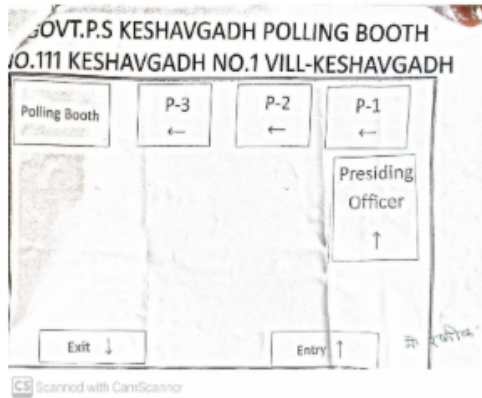 GOVT.P.S KESHAVGADH POLLING BOOTH
NO.111 KESHAVGADH NO.1 VILL-KESHAVGADH
Polling Booth
P-3
←
P-2
←
P-1
←
Presiding
Officer
↑
Exit ↓
Entry ↑
CS Scanned with CamScanner